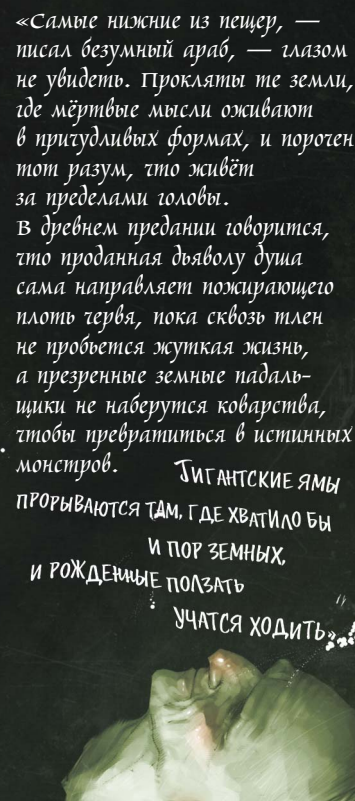 «Самые нижние из пещер, —
писал безумный араб, — глазом
не увидеть. Прокляты те земли,
где мёртвые мысли оживают
в причудливых формах, и порочен
тот разум, что живёт
за пределами головы.
В древнем предании говорится,
что проданная дьяволу душа
сама направляет пожирающего
плоть червя, пока сквозь тлен
не пробьется жуткая жизнь,
а презренные земные падаль-
щики не наберутся коварства,
чтобы превратиться в истинных
монстров.
Гигантские ямы
прорываются там, где хватило бы
и пор земных,
и рожденные ползать
учатся ходить»